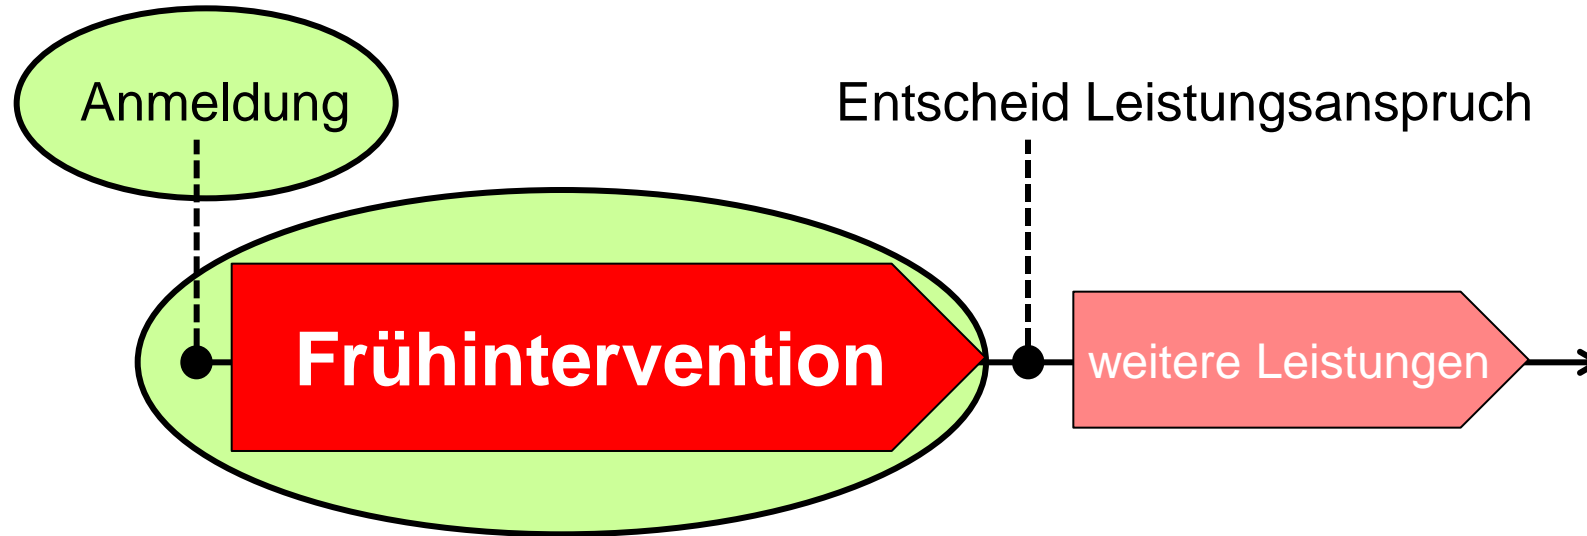 Anmeldung
Entscheid Leistungsanspruch
Frühintervention
weitere Leistungen